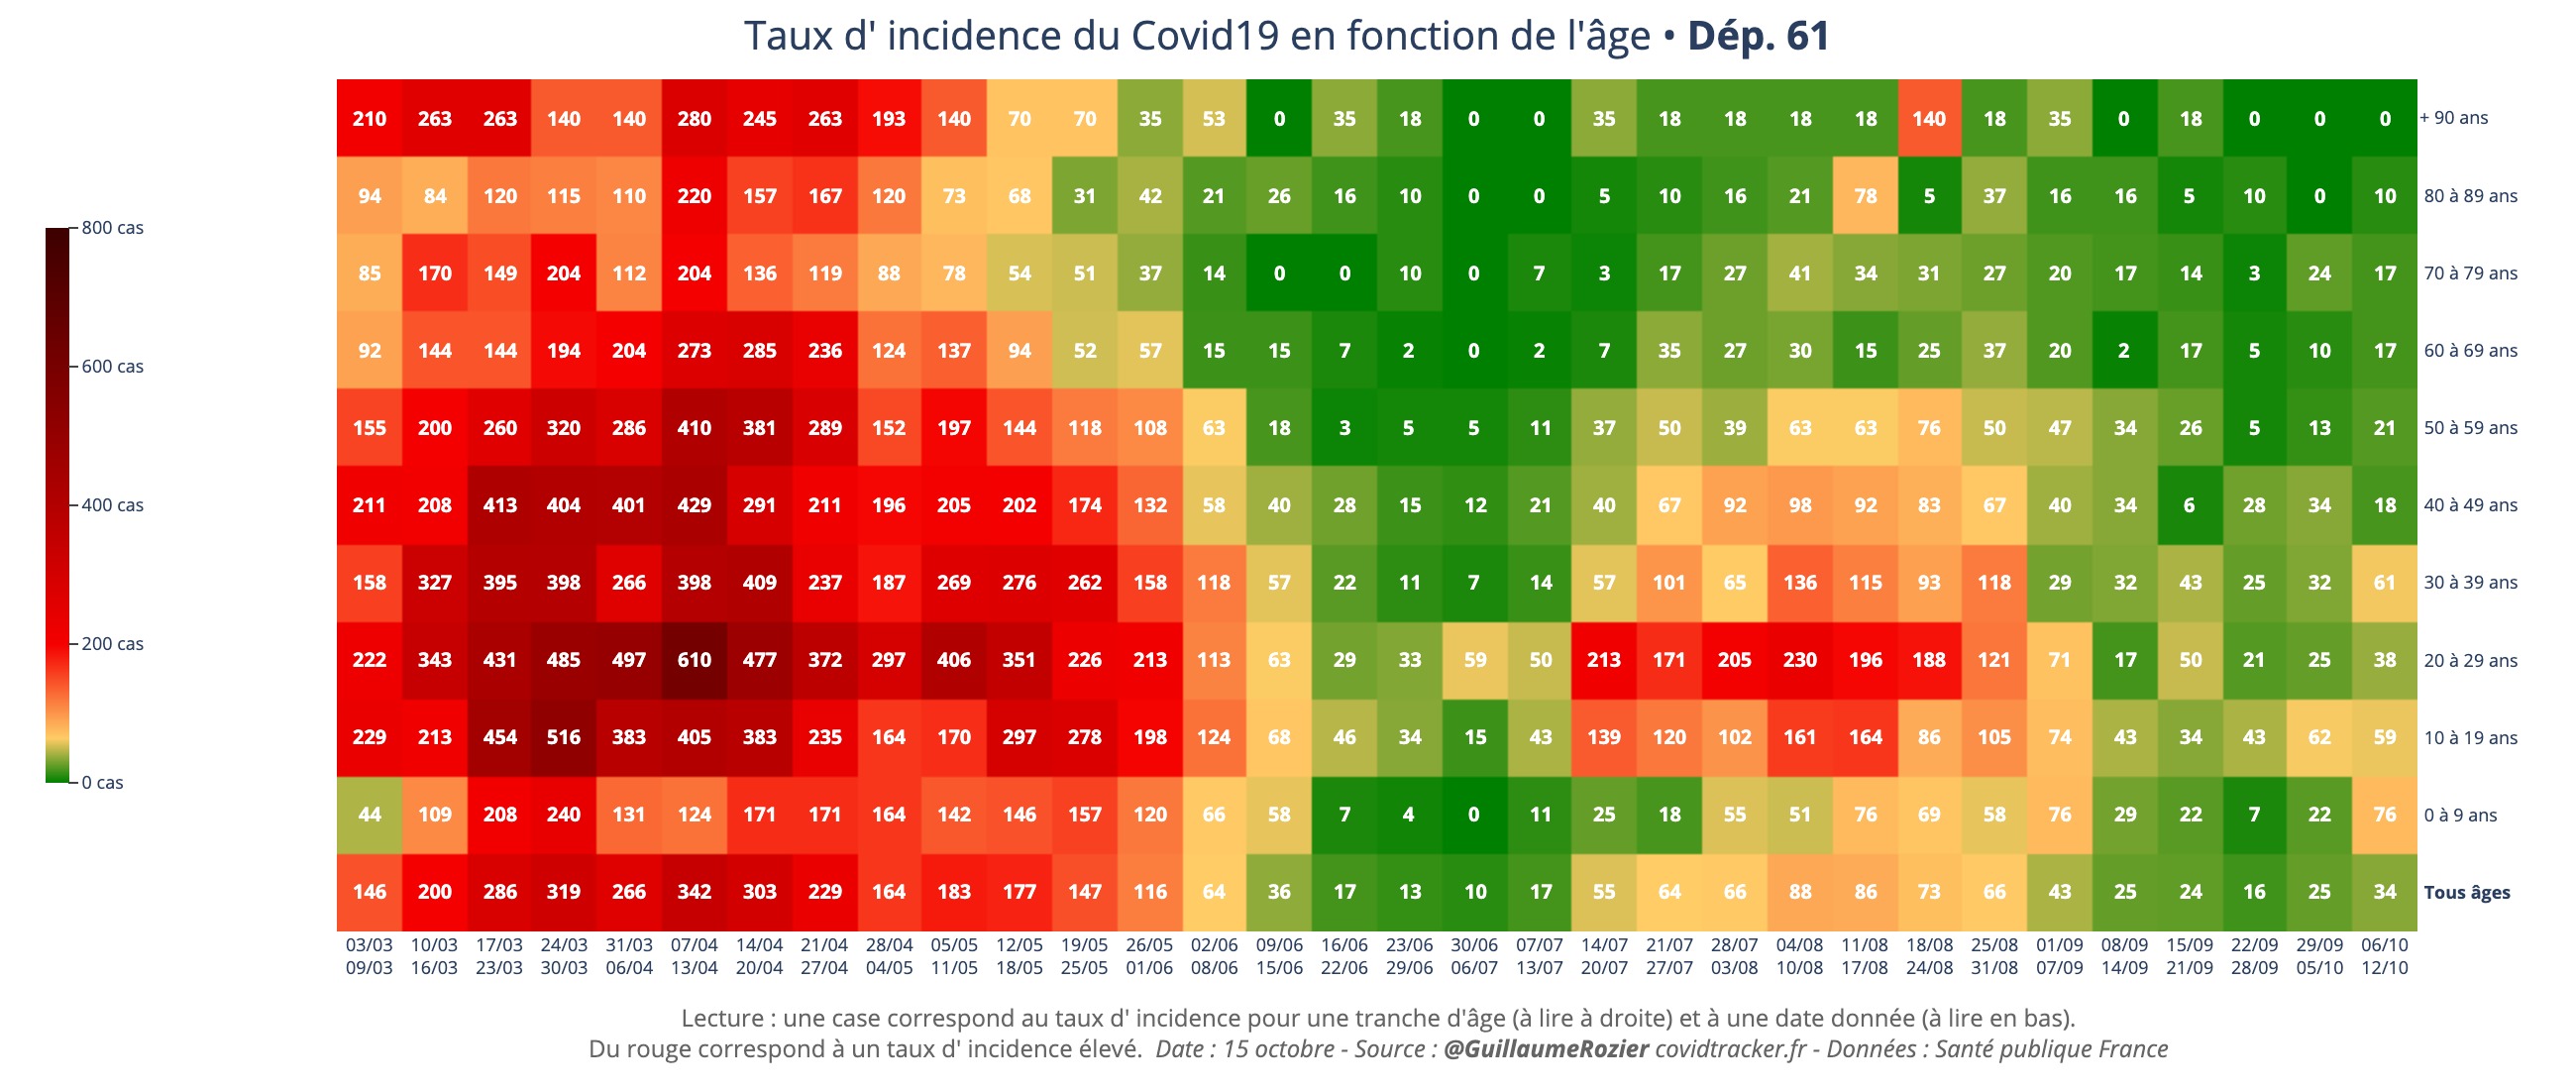 Taux d' incidence du Covid19 en fonction de l'âge • Dép. 61
800 cas
600 cas
400 cas
200 cas
0 cas
210 263 263 140 140 280 245 263 193 140 70 70 35 53 0 35 18 0 0 35 18 18 18 18 140 18 35 0 18 0 0 0 + 90 ans
94 84 120 115 110 220 157 167 120 73 68 31 42 21 26 16 10 0 0 5 10 16 21 78 5 37 16 16 5 10 0 10 80 à 89 ans
85 170 149 204 112 204 136 119 88 78 54 51 37 14 0 0 10 0 7 3 17 27 41 34 31 27 20 17 14 3 24 17 70 à 79 ans
92 144 144 194 204 273 285 236 124 137 94 52 57 15 15 7 2 0 2 7 35 27 30 15 25 37 20 2 17 5 10 17 60 à 69 ans
155 200 260 320 286 410 381 289 152 197 144 118 108 63 18 3 5 5 11 37 50 39 63 63 76 50 47 34 26 5 13 21 50 à 59 ans
211 208 413 404 401 429 291 211 196 205 202 174 132 58 40 28 15 12 21 40 67 92 98 92 83 67 40 34 6 28 34 18 40 à 49 ans
158 327 395 398 266 398 409 237 187 269 276 262 158 118 57 22 11 7 14 57 101 65 136 115 93 118 29 32 43 25 32 61 30 à 39 ans
222 343 431 485 497 610 477 372 297 406 351 226 213 113 63 29 33 59 50 213 171 205 230 196 188 121 71 17 50 21 25 38 20 à 29 ans
229 213 454 516 383 405 383 235 164 170 297 278 198 124 68 46 34 15 43 139 120 102 161 164 86 105 74 43 34 43 62 59 10 à 19 ans
44 109 208 240 131 124 171 171 164 142 146 157 120 66 58 7 4 0 11 25 18 55 51 76 69 58 76 29 22 7 22 76 0 à 9 ans
146 200 286 319 266 342 303 229 164 183 177 147 116 64 36 17 13 10 17 55 64 66 88 86 73 66 43 25 24 16 25 34 Tous âges
03/03 10/03 17/03 24/03 31/03 07/04 14/04 21/04 28/04 05/05 12/05 19/05 26/05 02/06 09/06 16/06 23/06 30/06 07/07 14/07 21/07 28/07 04/08 11/08 18/08 25/08 01/09 08/09 15/09 22/09 29/09 06/10
09/03 16/03 23/03 30/03 06/04 13/04 20/04 27/04 04/05 11/05 18/05 25/05 01/06 08/06 15/06 22/06 29/06 06/07 13/07 20/07 27/07 03/08 10/08 17/08 24/08 31/08 07/09 14/09 21/09 28/09 05/10 12/10
Lecture : une case correspond au taux d' incidence pour une tranche d'âge (à lire à droite) et à une date donnée (à lire en bas).
Du rouge correspond à un taux d' incidence élevé. Date : 15 octobre - Source : @GuillaumeRozier covidtracker.fr - Données : Santé publique France